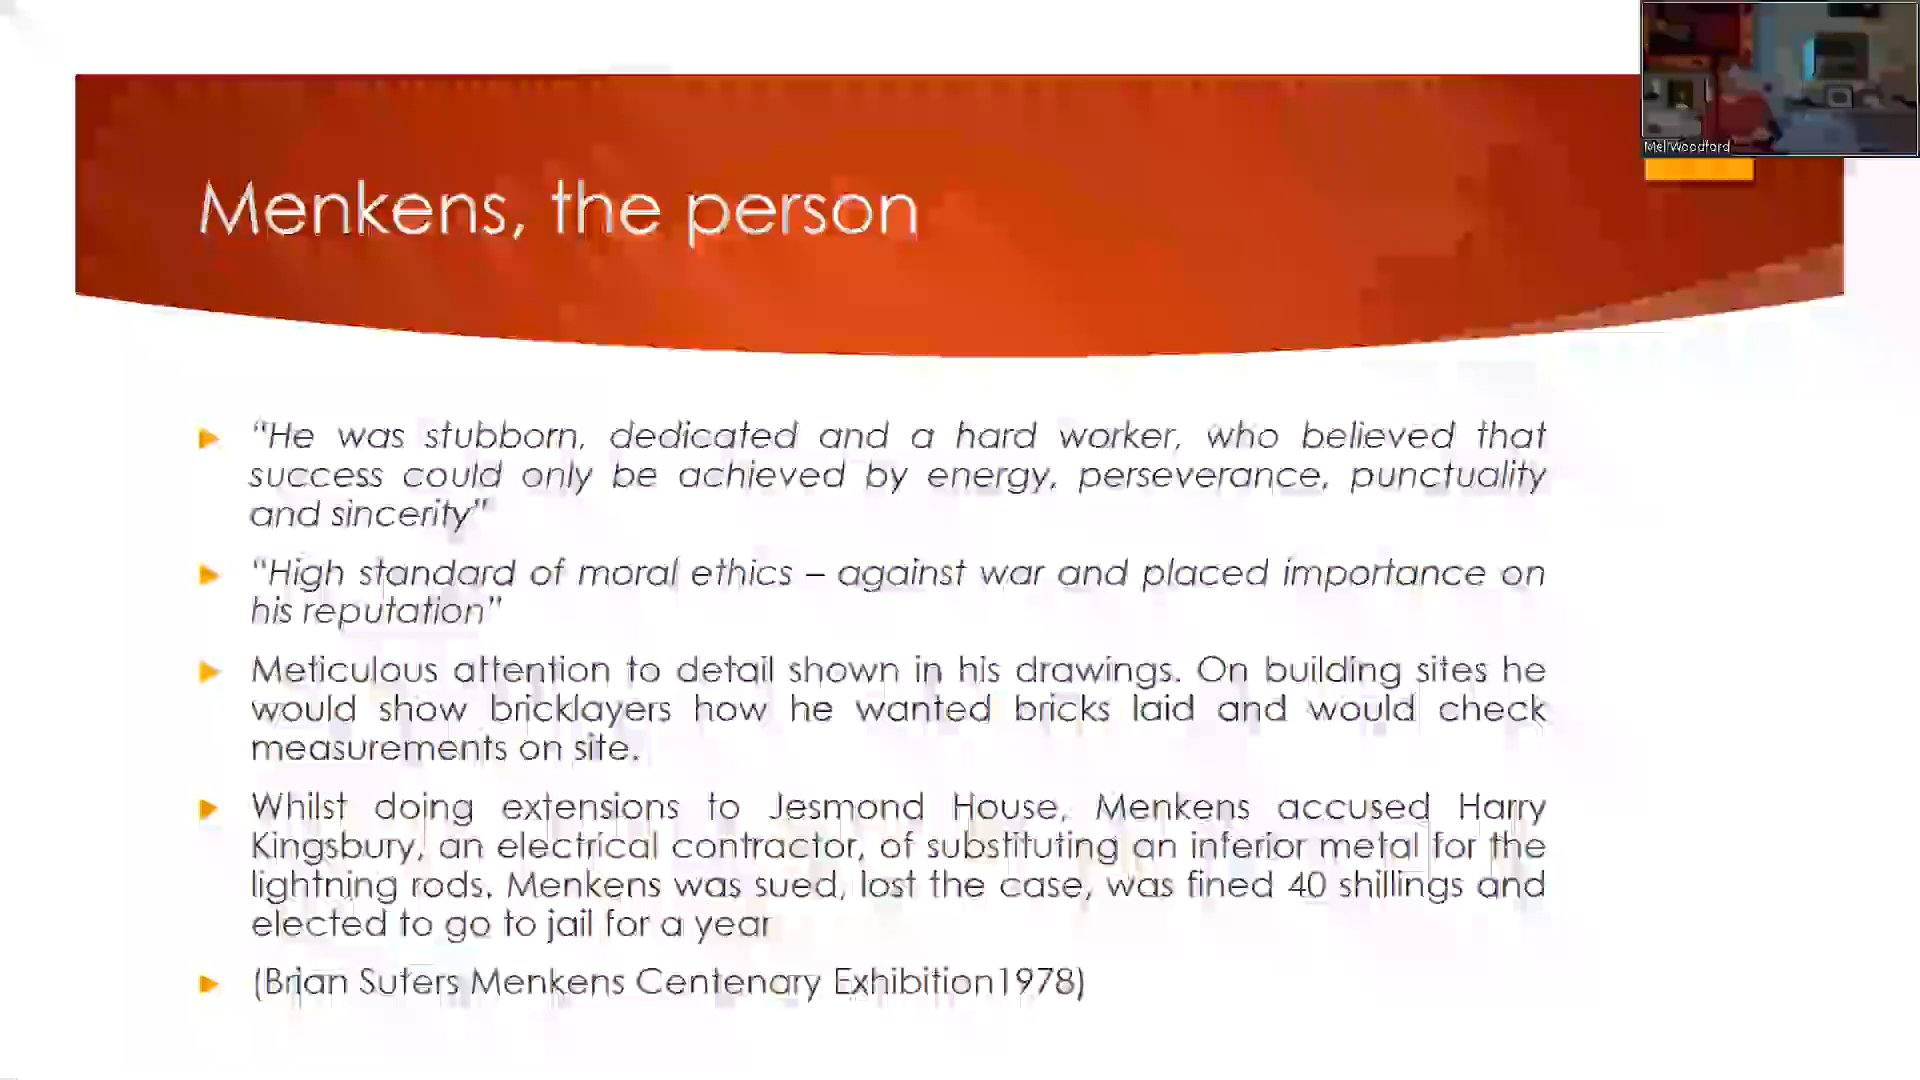 Mel Woodford
Menkens, the person
"He was stubborn, dedicated and a hard worker, who believed that
success could only be achieved by energy, perseverance, punctuality
and sincerity"
"High standard of moral ethics – against war and placed importance on
his reputation"
Meticulous attention to detail shown in his drawings. On building sites he
would show bricklayers how he wanted bricks laid and would check
measurements on site.
Whilst doing extensions to Jesmond House, Menkens accused Harry
Kingsbury, an electrical contractor, of substituting an inferior metal for the
lightning rods. Menkens was sued, lost the case, was fined 40 shillings and
elected to go to jail for a year
(Brian Suters Menkens Centenary Exhibition1978)